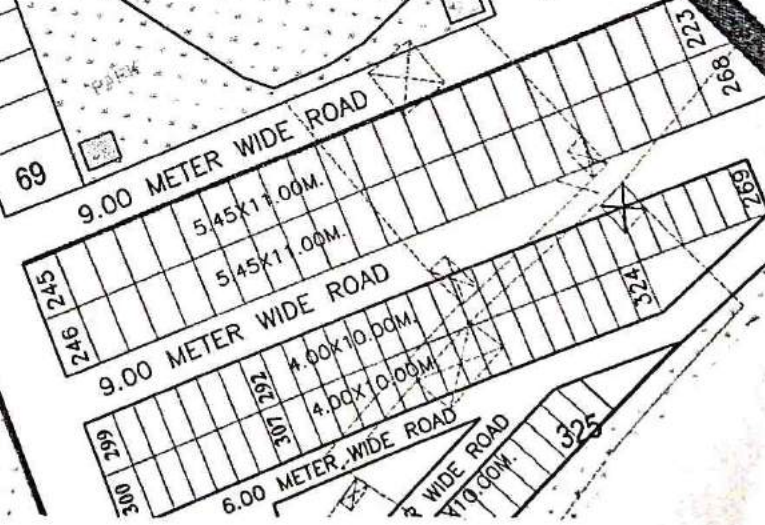 PARK
223
69
9.00 METER WIDE ROAD
268
5.45X11.00M.
269
245
5.45X11.00M.
246
9.00 METER WIDE ROAD
324
4.00X10.00M.
292
4.00X10.00M.
299
307
325
300
6.00 METER WIDE ROAD
WIDE ROAD
X10.00M.